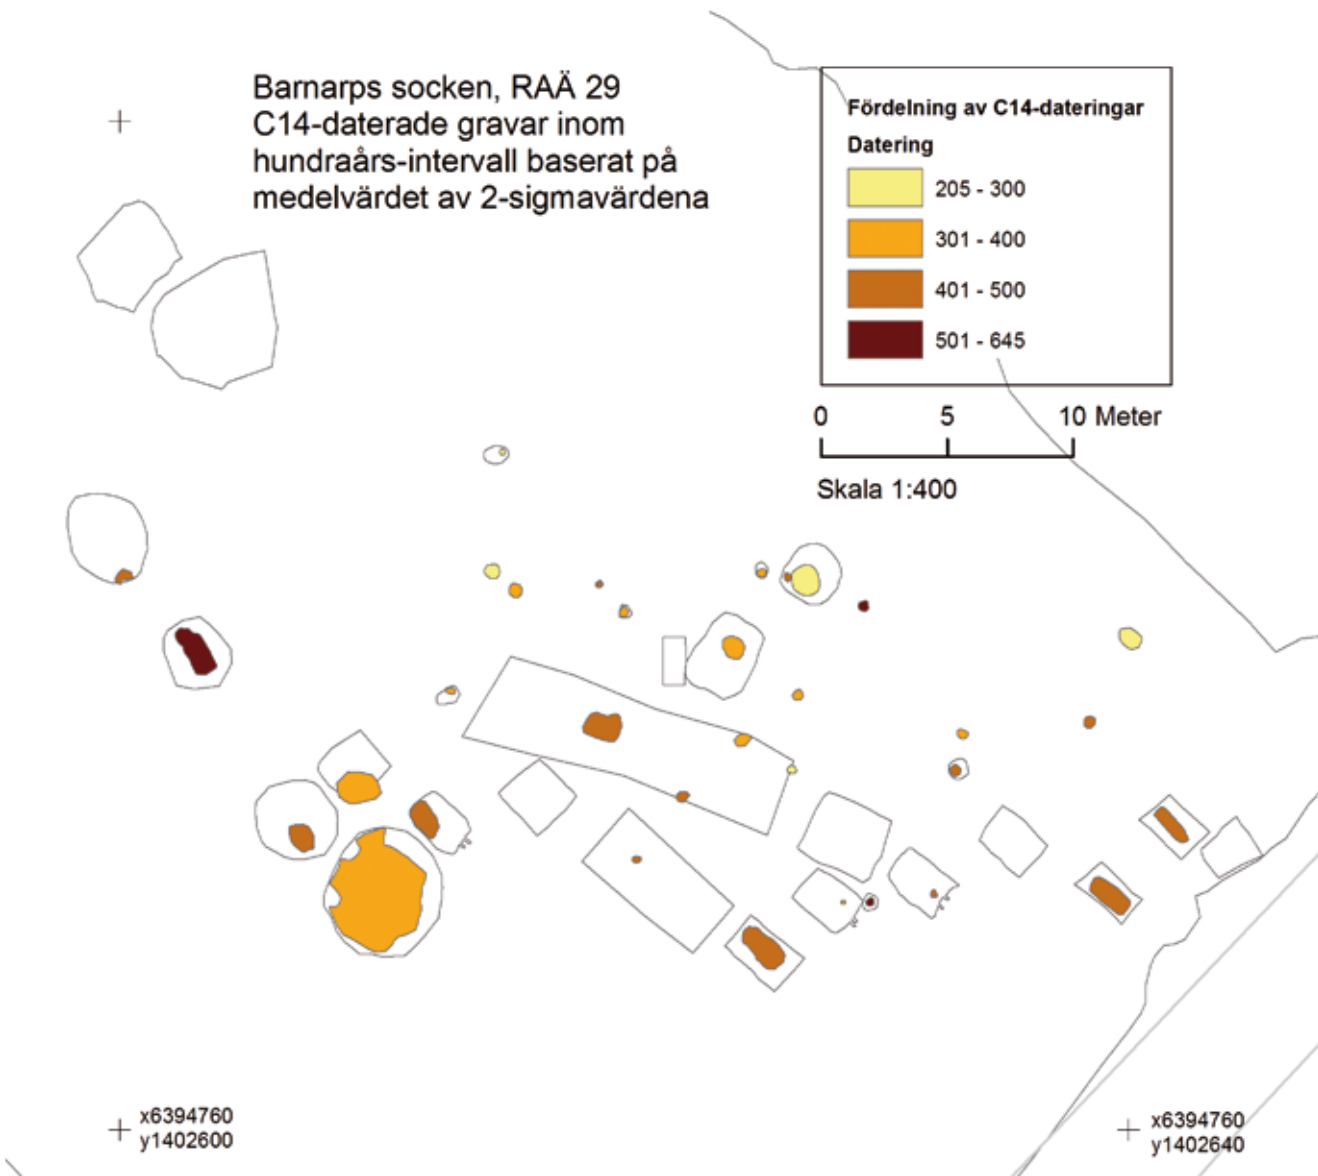 Barnarps socken, RAÄ 29
C14-daterade gravar inom
hundraårs-intervall baserat på
medelvärdet av 2-sigmavärdena
Fördelning av C14-dateringar
Datering
205 - 300
301 - 400
401 - 500
501 - 645
0 5 10 Meter
Skala 1:400
x6394760
y1402600
x6394760
y1402640